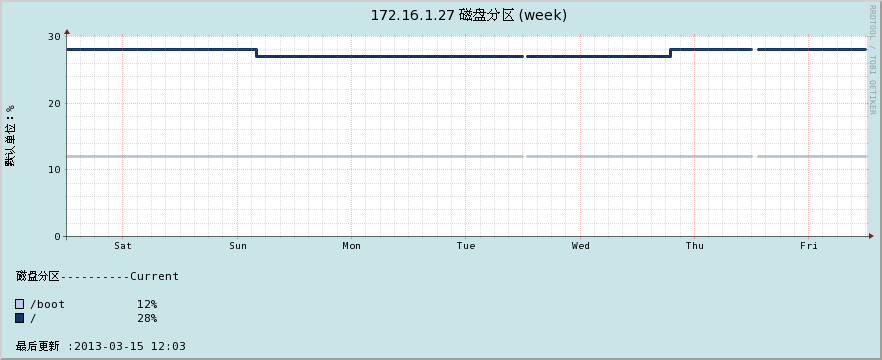 172.16.1.27 磁盘分区 (week)
RRDTOOL / TOBI OETIKER
默认单位：%
30
20
10
0
Sat Sun Mon Tue Wed Thu Fri
磁盘分区----------Current
/boot 12%
/ 28%
最后更新 :2013-03-15 12:03